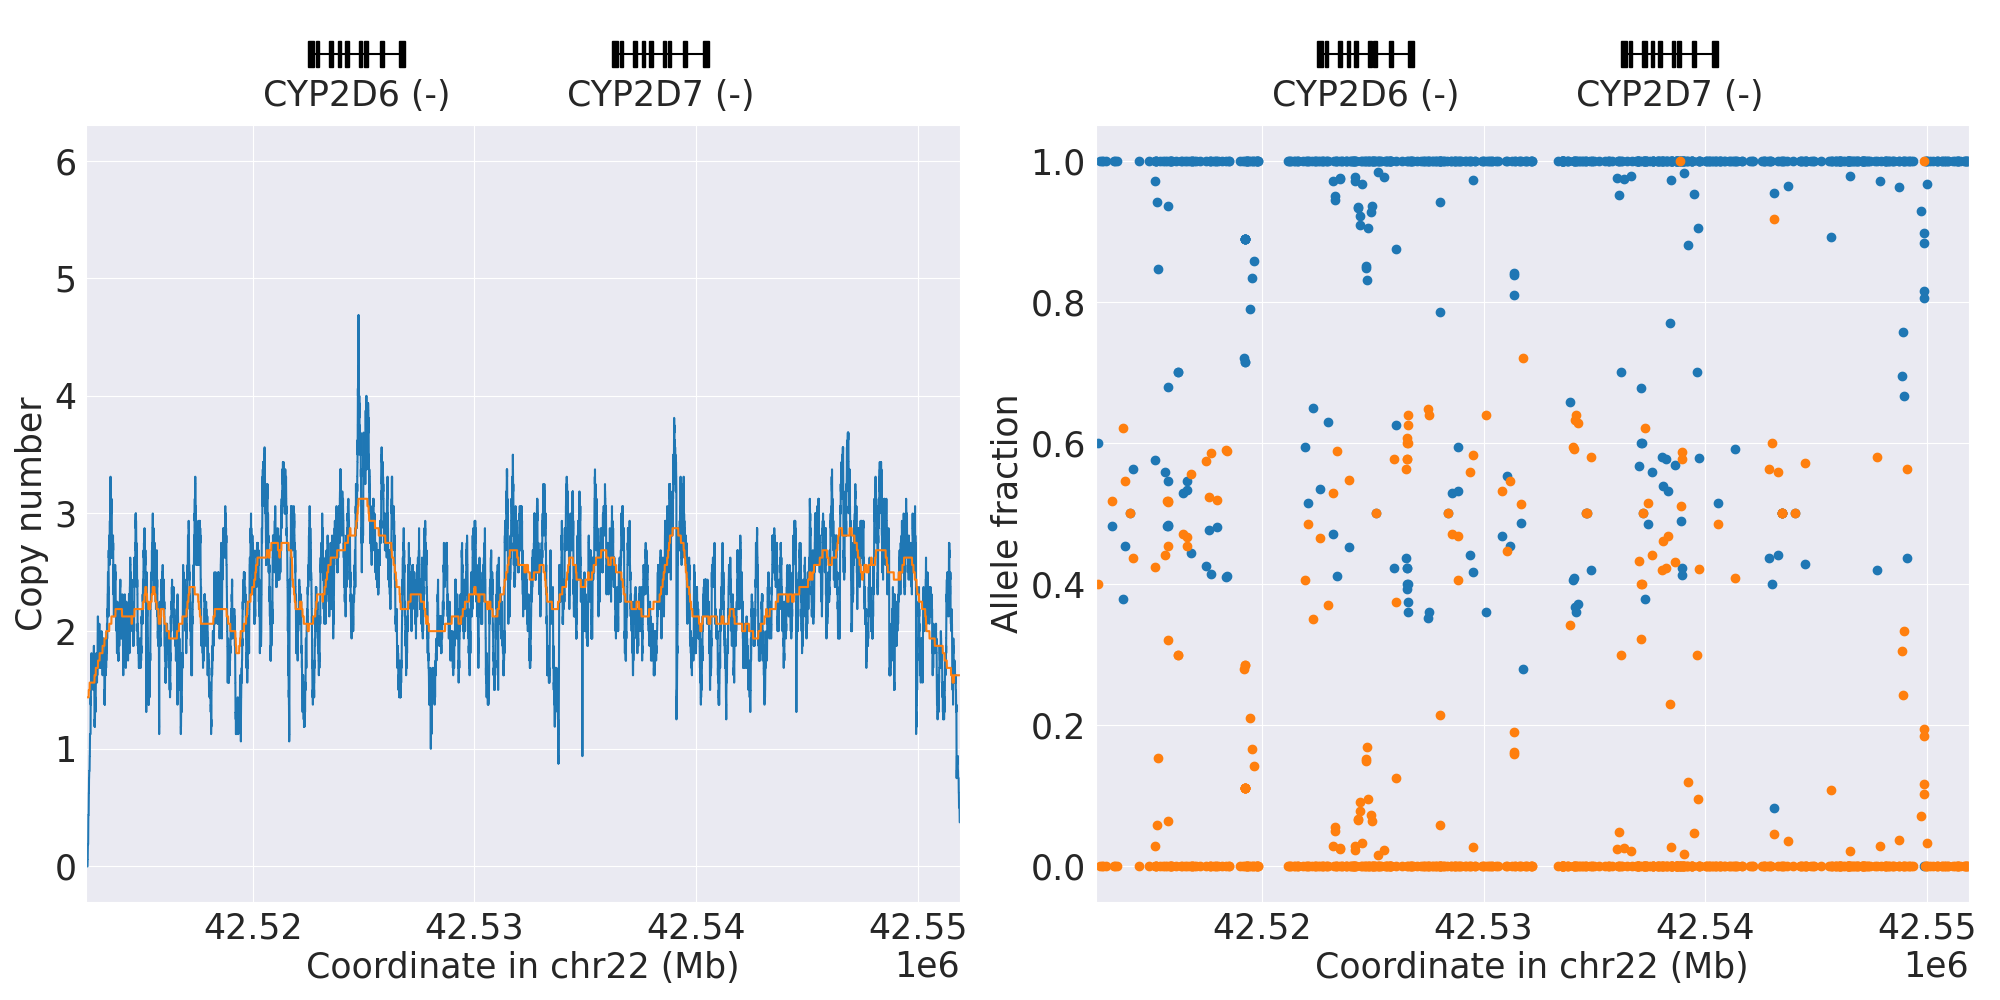 CYP2D6 (-) CYP2D7 (-)
6
5
4
3
2
1
0
Copy number
42.52 42.53 42.54 42.55
Coordinate in chr22 (Mb)
1e6
CYP2D6 (-) CYP2D7 (-)
1.0
0.8
0.6
0.4
0.2
0.0
Allele fraction
42.52 42.53 42.54 42.55
Coordinate in chr22 (Mb)
1e6